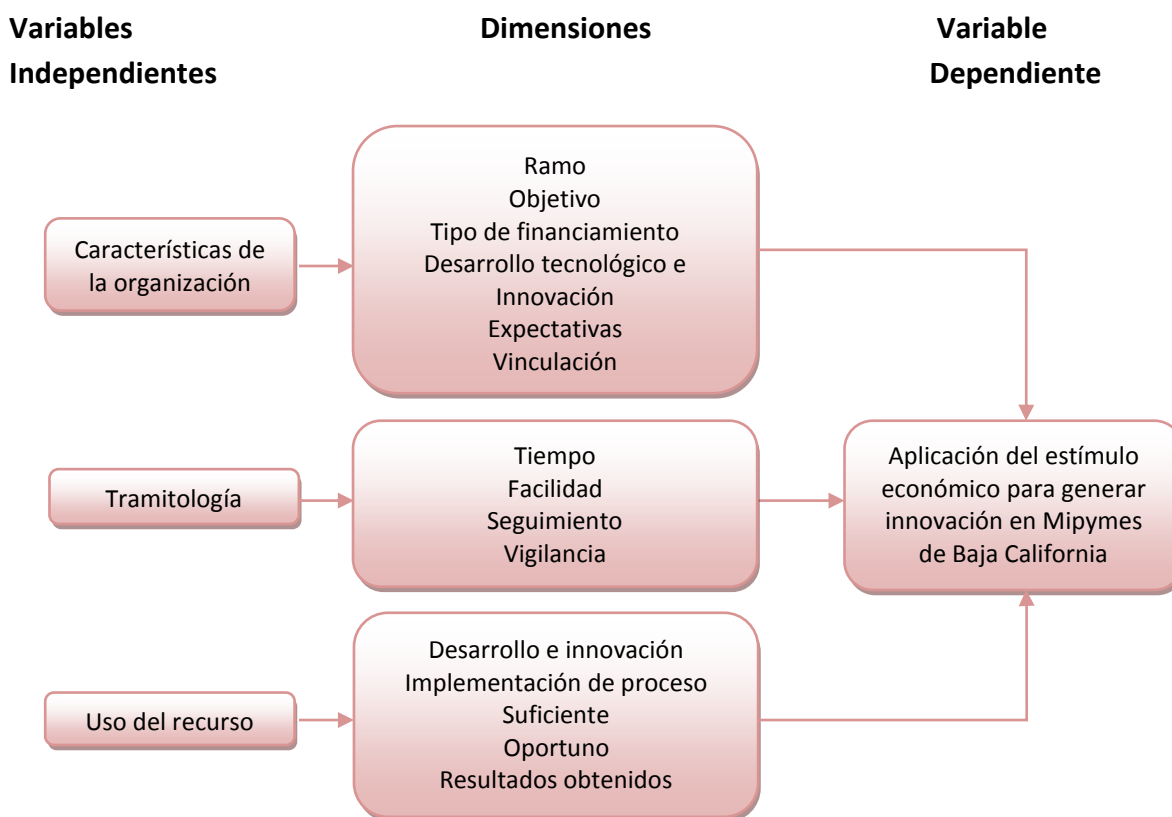 Variables
Independientes
Dimensiones
Variable
Dependiente
Características de
la organización
Ramo
Objetivo
Tipo de financiamiento
Desarrollo tecnológico e
Innovación
Expectativas
Vinculación
Tramitología
Tiempo
Facilidad
Seguimiento
Vigilancia
Aplicación del estímulo
económico para generar
innovación en Mipymes
de Baja California
Uso del recurso
Desarrollo e innovación
Implementación de proceso
Suficiente
Oportuno
Resultados obtenidos